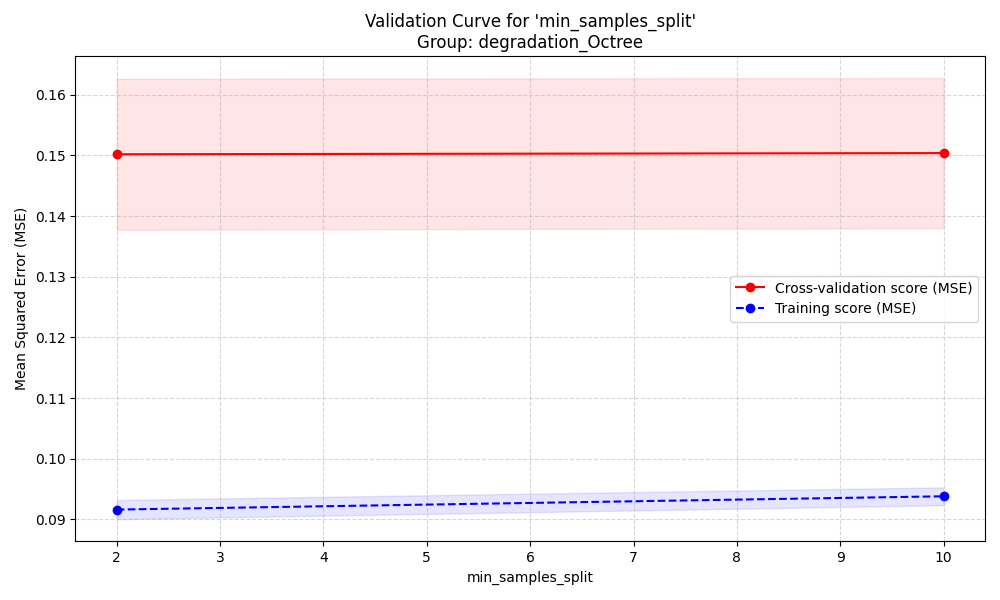 Validation Curve for 'min_samples_split'
Group: degradation_Octree
Mean Squared Error (MSE)
0.16
0.15
0.14
0.13
0.12
0.11
0.10
0.09
Cross-validation score (MSE)
Training score (MSE)
2 3 4 5 6 7 8 9 10
min_samples_split